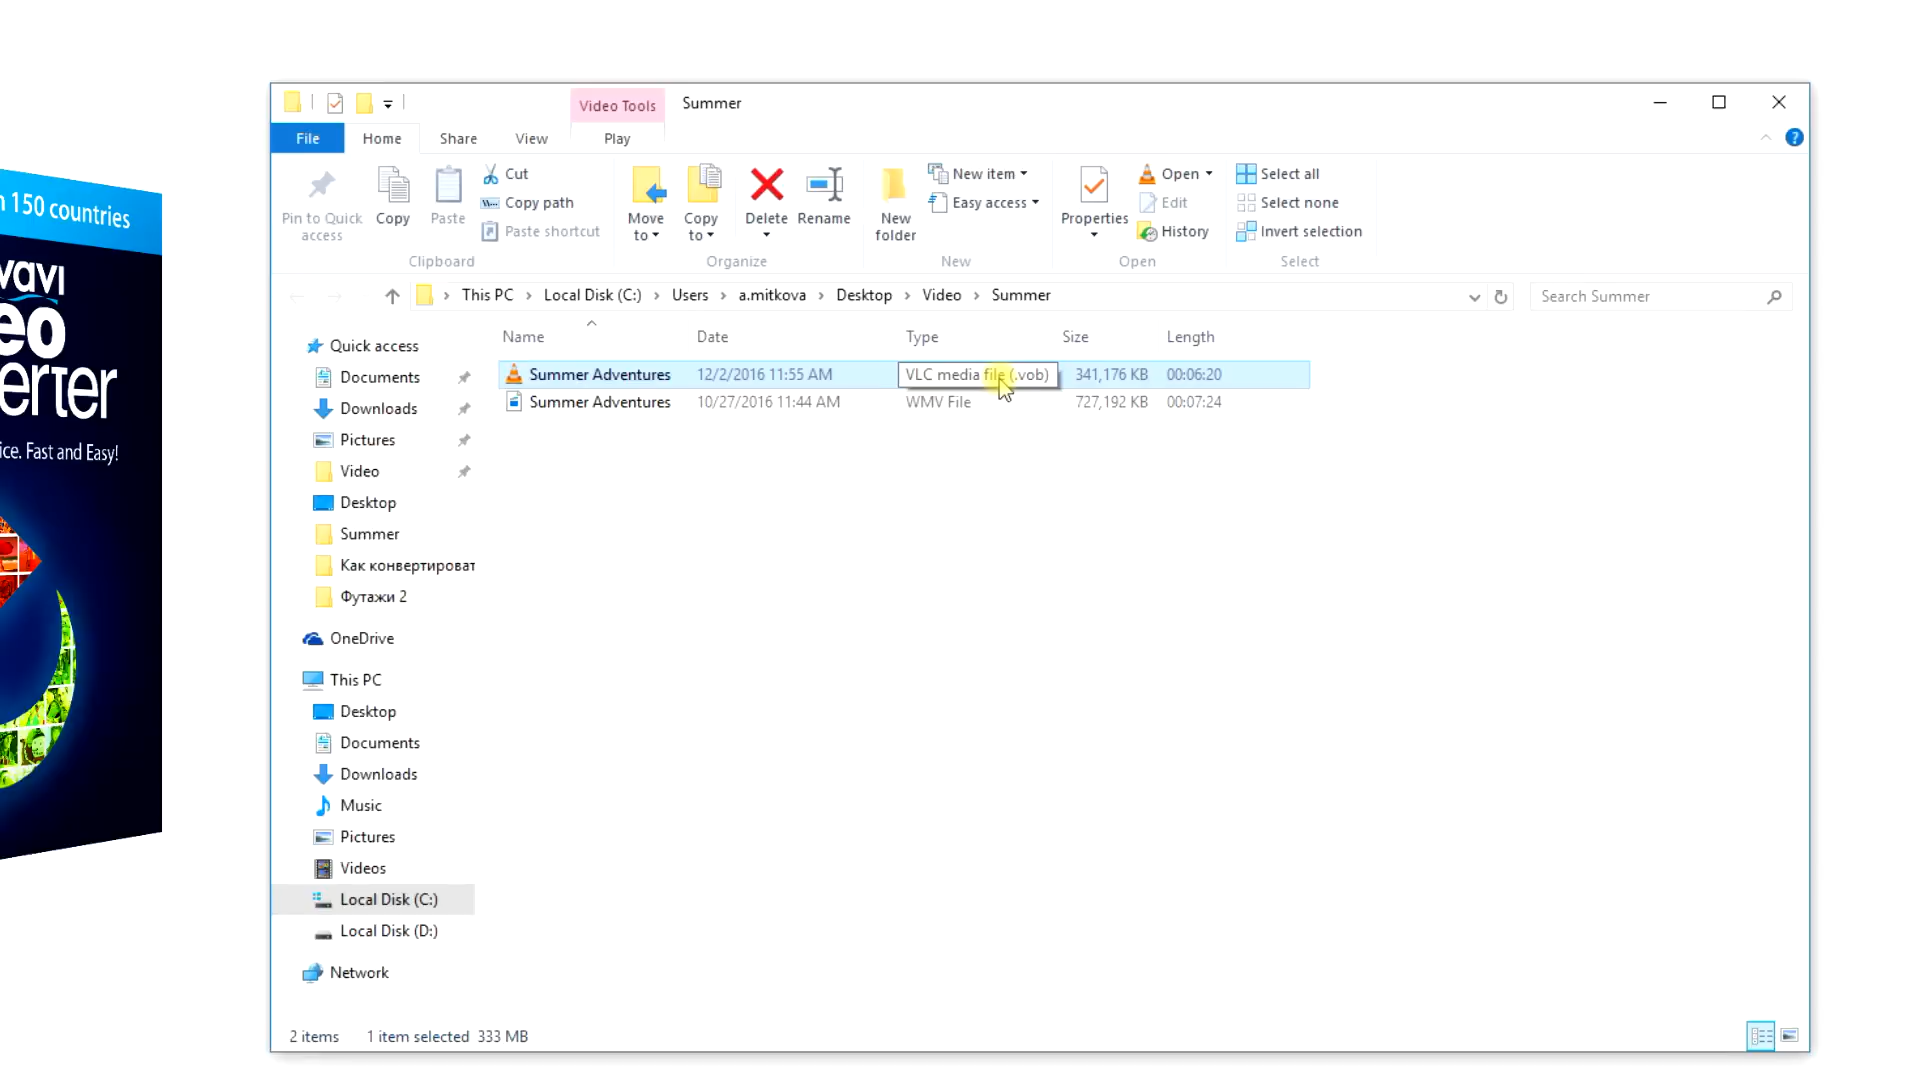 150 countries
ice. Fast and Easy!
Video Tools
Summer
File
Home
Share
View
Play
Pin to Quick access
Copy
Paste
Cut
Copy path
Paste shortcut
Clipboard
Move to
Copy to
Delete
Rename
Organize
New folder
New item
Easy access
New
Properties
Open
Edit
History
Open
Select all
Select none
Invert selection
Select
This PC
Local Disk (C:)
Users
a.mitkova
Desktop
Video
Summer
Search Summer
Name Date Type Size Length
Summer Adventures 12/2/2016 11:55 AM VLC media file (.vob) 341,176 KB 00:06:20
Summer Adventures 10/27/2016 11:44 AM WMV File 727,192 KB 00:07:24
Quick access
Documents
Downloads
Pictures
Video
Desktop
Summer
Как конвертироват
Футажи 2
OneDrive
This PC
Desktop
Documents
Downloads
Music
Pictures
Videos
Local Disk (C:)
Local Disk (D:)
Network
2 items 1 item selected 333 MB